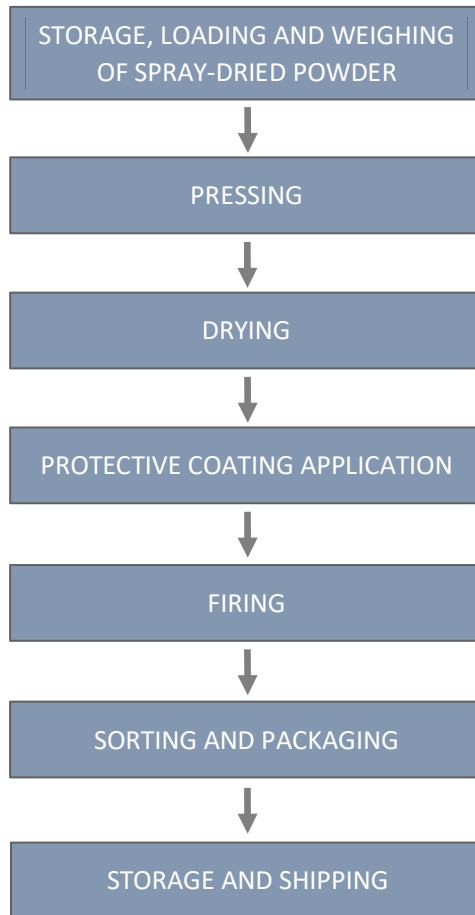 STORAGE, LOADING AND WEIGHING
OF SPRAY-DRIED POWDER
PRESSING
DRYING
PROTECTIVE COATING APPLICATION
FIRING
SORTING AND PACKAGING
STORAGE AND SHIPPING